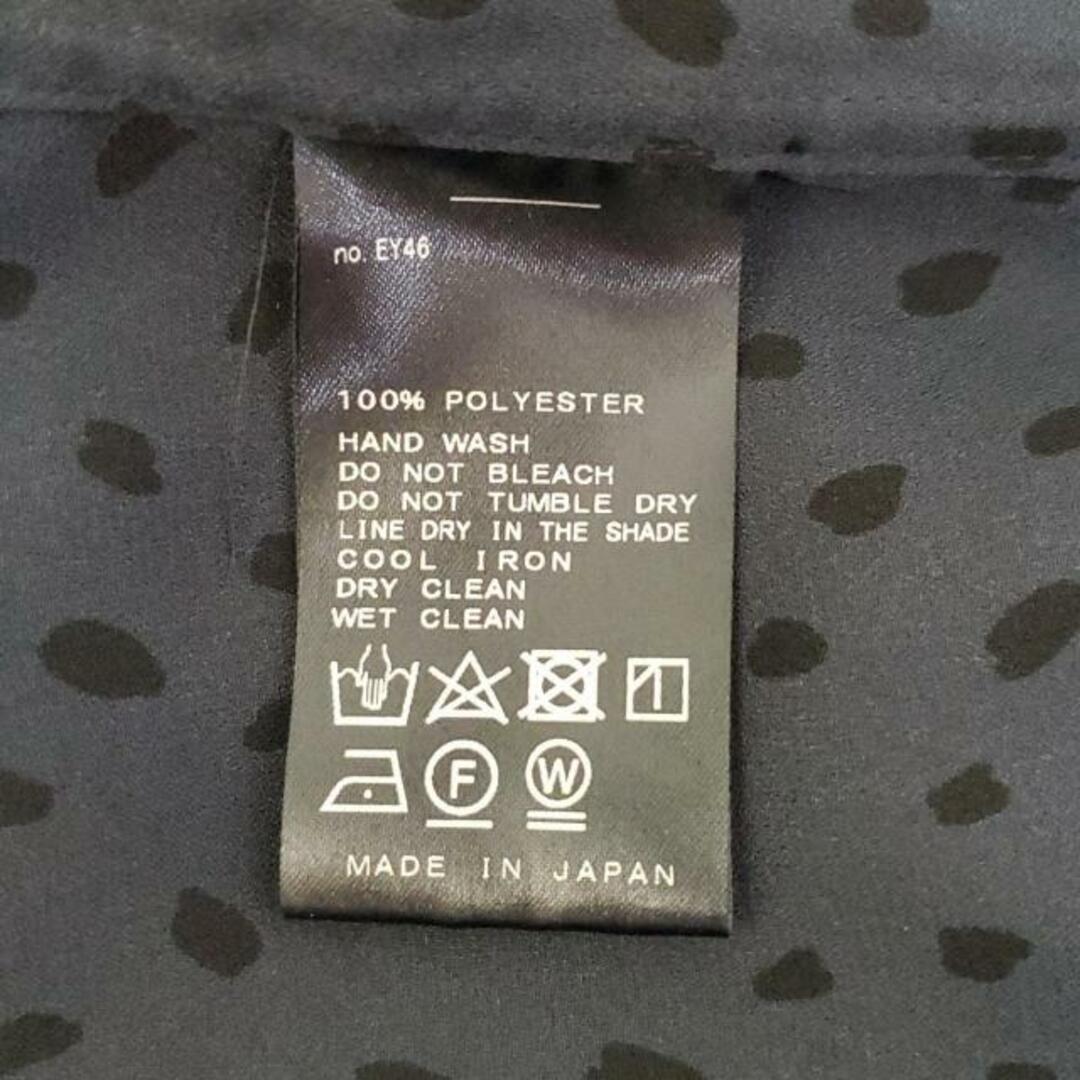 no. EY46
100% POLYESTER
HAND WASH
DO NOT BLEACH
DO NOT TUMBLE DRY
LINE DRY IN THE SHADE
COOL IRON
DRY CLEAN
WET CLEAN
F W
MADE IN JAPAN